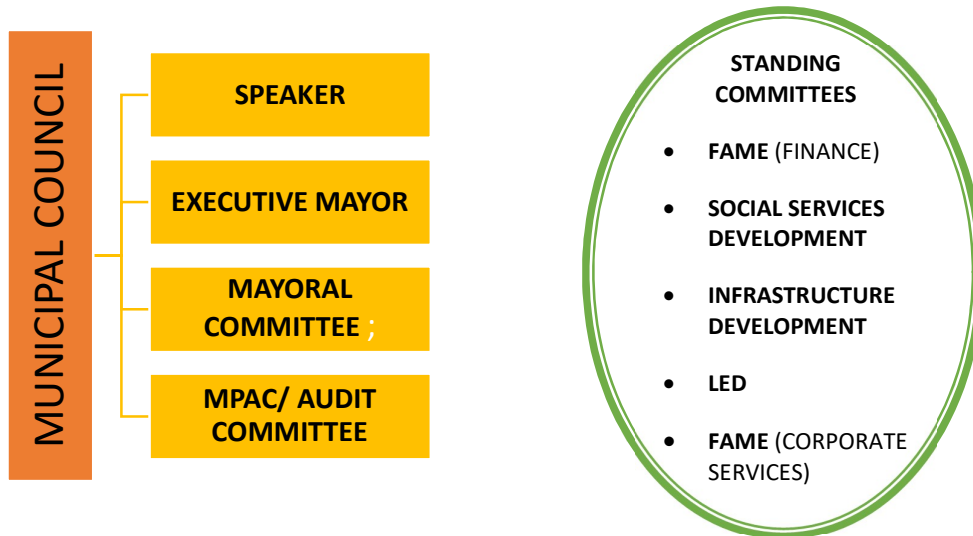 MUNICIPAL COUNCIL
SPEAKER
EXECUTIVE MAYOR
MAYORAL
COMMITTEE ;
MPAC/ AUDIT
COMMITTEE
STANDING
COMMITTEES
• FAME (FINANCE)
• SOCIAL SERVICES
DEVELOPMENT
• INFRASTRUCTURE
DEVELOPMENT
• LED
• FAME (CORPORATE
SERVICES)